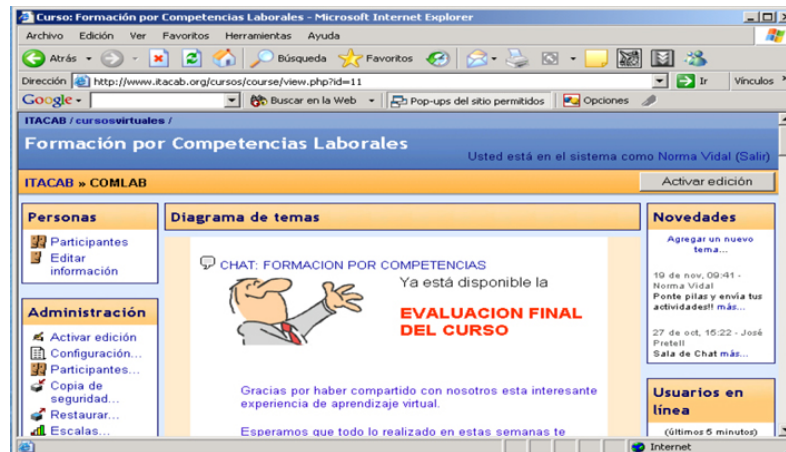 Curso: Formación por Competencias Laborales - Microsoft Internet Explorer
Archivo Edición Ver Favoritos Herramientas Ayuda
Atrás Búsqueda Favoritos
Dirección http://www.itacab.org/cursos/course/view.php?id=11 Ir Vínculos
Google Buscar en la Web Pop-ups del sitio permitidos Opciones
ITACAB / cursosvirtuales /
Formación por Competencias Laborales
Usted está en el sistema como Norma Vidal (Salir)
ITACAB » COMLAB
Activar edición
Personas
Participantes
Editar
información
Administración
Activar edición
Configuración...
Participantes...
Copia de
seguridad...
Restaurar...
Escalas...
Diagrama de temas
CHAT: FORMACION POR COMPETENCIAS
Ya está disponible la
EVALUACION FINAL
DEL CURSO
Gracias por haber compartido con nosotros esta interesante
experiencia de aprendizaje virtual.
Esperamos que todo lo realizado en estas semanas te
Novedades
Agregar un nuevo
tema...
19 de nov, 09:41 -
Norma Vidal
Ponte pilas y envía tus
actividades!! más...
27 de oct, 15:22 - José
Pretell
Sala de Chat más...
Usuarios en
línea
(últimos 5 minutos)
Internet